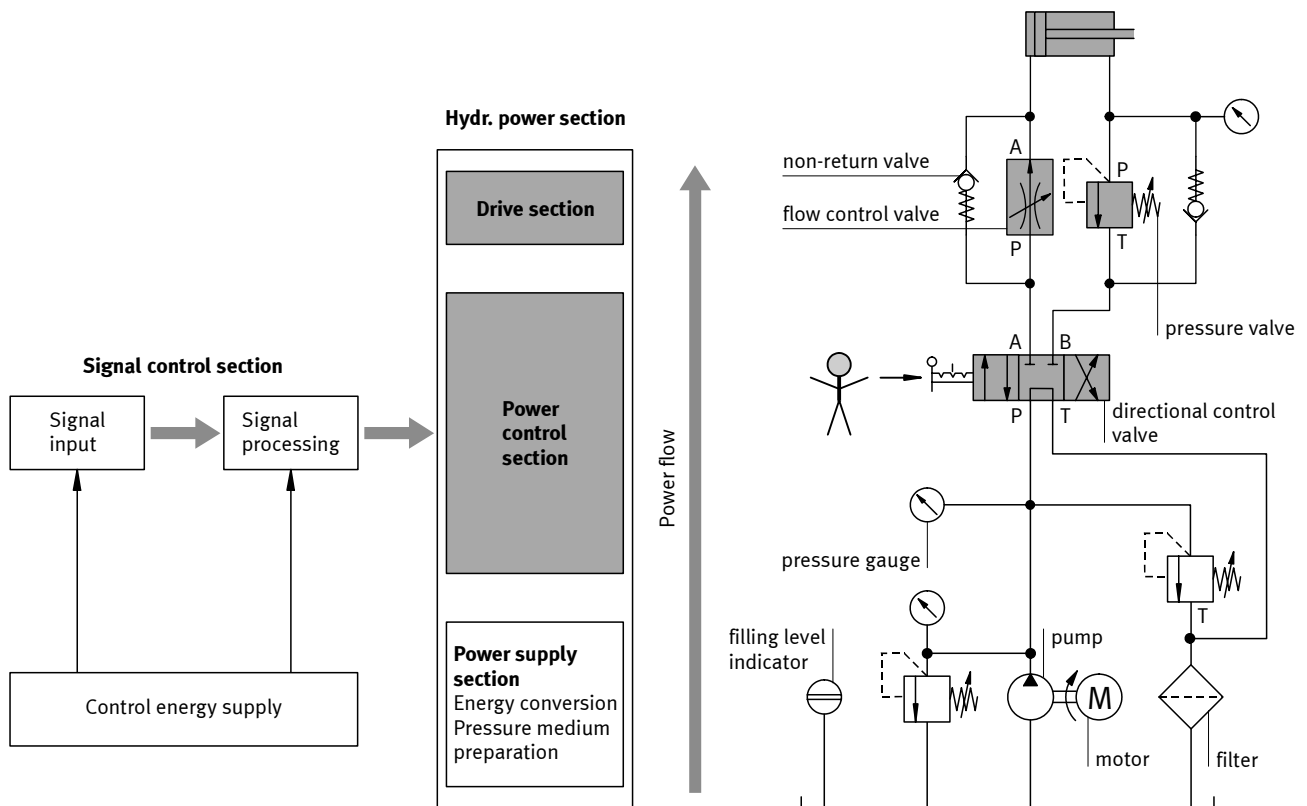 Hydr. power section
Drive section
Power
control
section
Power supply
section
Energy conversion
Pressure medium
preparation
Signal control section
Signal
input
Signal
processing
Control energy supply
Power flow
non-return valve
flow control valve
A
P
P
T
pressure valve
A B
P T
directional control
valve
pressure gauge
T
filling level
indicator
pump
M
motor
filter